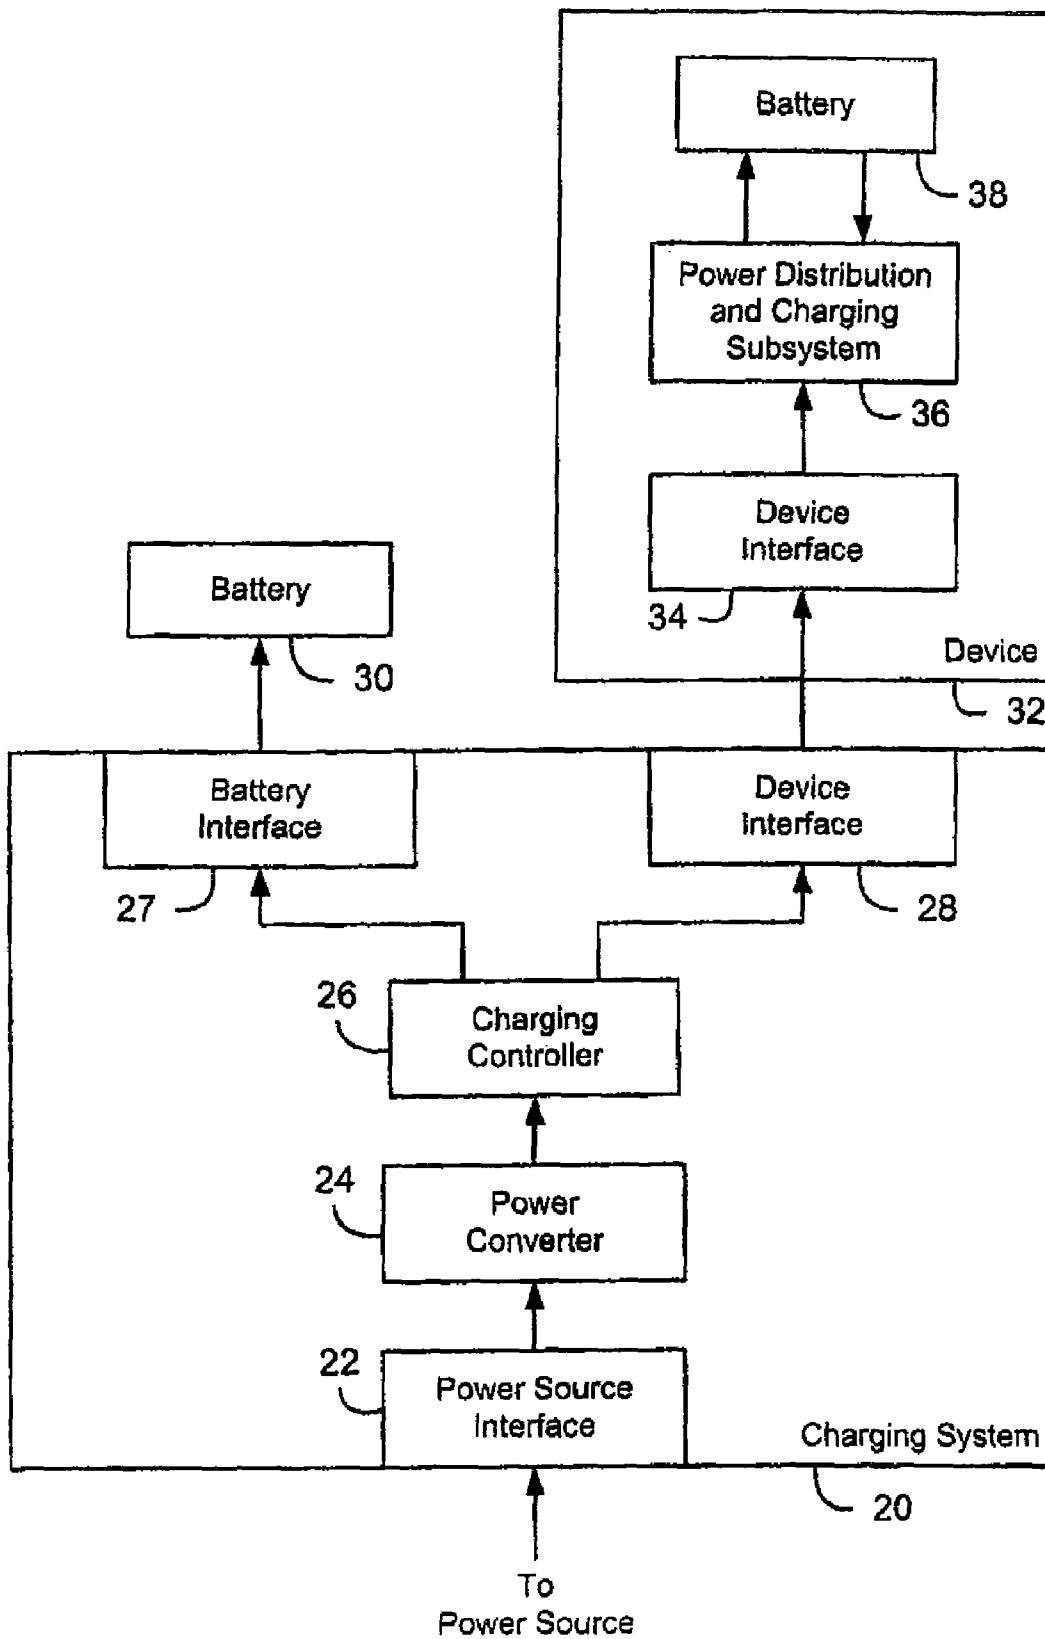 Battery
38
Power Distribution
and Charging
Subsystem
36
Device
Interface
34
Device
32
Battery
30
Battery
Interface
27
Device
Interface
28
26
Charging
Controller
24
Power
Converter
22
Power Source
Interface
Charging System
20
To
Power Source